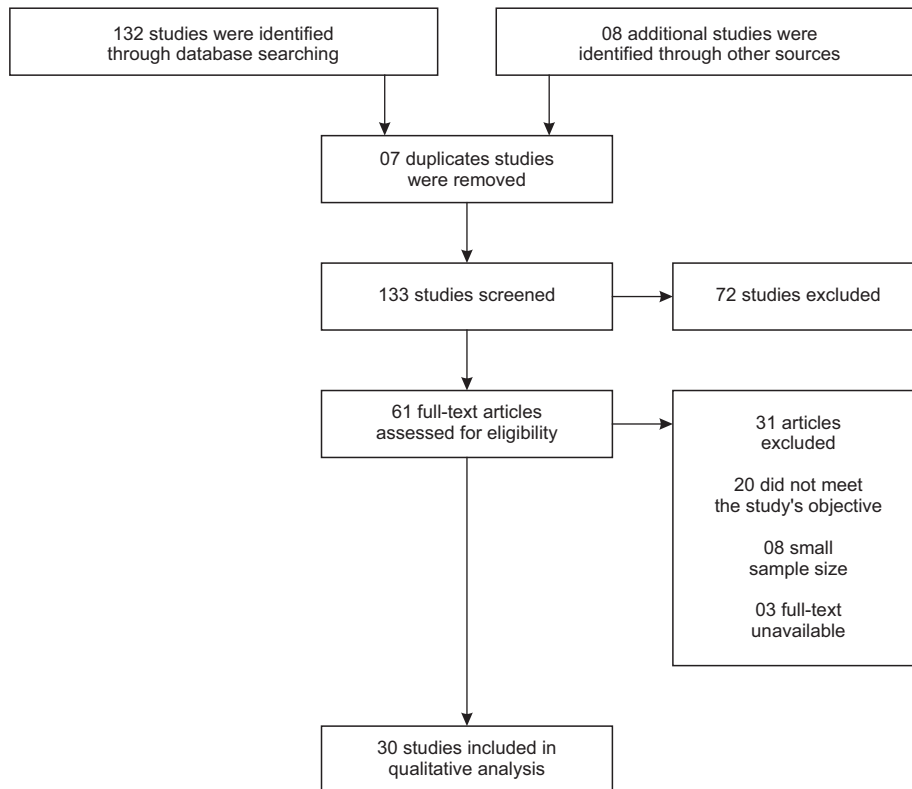 132 studies were identified
through database searching
08 additional studies were
identified through other sources
07 duplicates studies
were removed
133 studies screened
72 studies excluded
61 full-text articles
assessed for eligibility
31 articles
excluded
20 did not meet
the study's objective
08 small
sample size
03 full-text
unavailable
30 studies included in
qualitative analysis